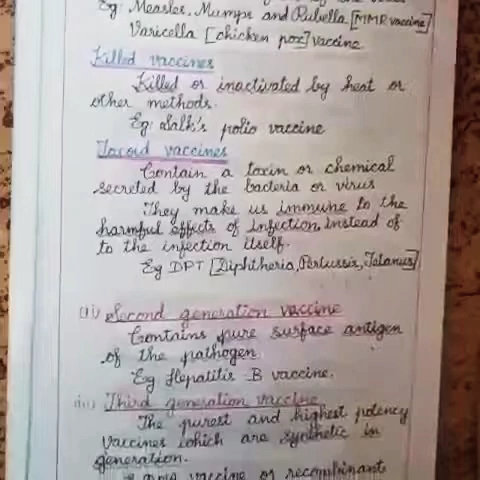 Eg: Measles, Mumps and Rubella [MMR vaccine]
Varicella [chicken pox] vaccine
Killed vaccines
Killed or inactivated by heat or
other methods.
Eg: Salk's polio vaccine
Toxoid vaccines
Contain a toxin or chemical
secreted by the bacteria or virus
They make us immune to the
harmful effects of infection, instead of
to the infection itself.
Eg DPT [Diphtheria, Pertussis, Tetanus]
(ii) Second generation vaccine
Contains pure surface antigen
of the pathogen.
Eg Hepatitis-B vaccine.
(iii) Third generation vaccine
The purest and highest potency
vaccines which are synthetic in
generation.
vaccine or recombinant